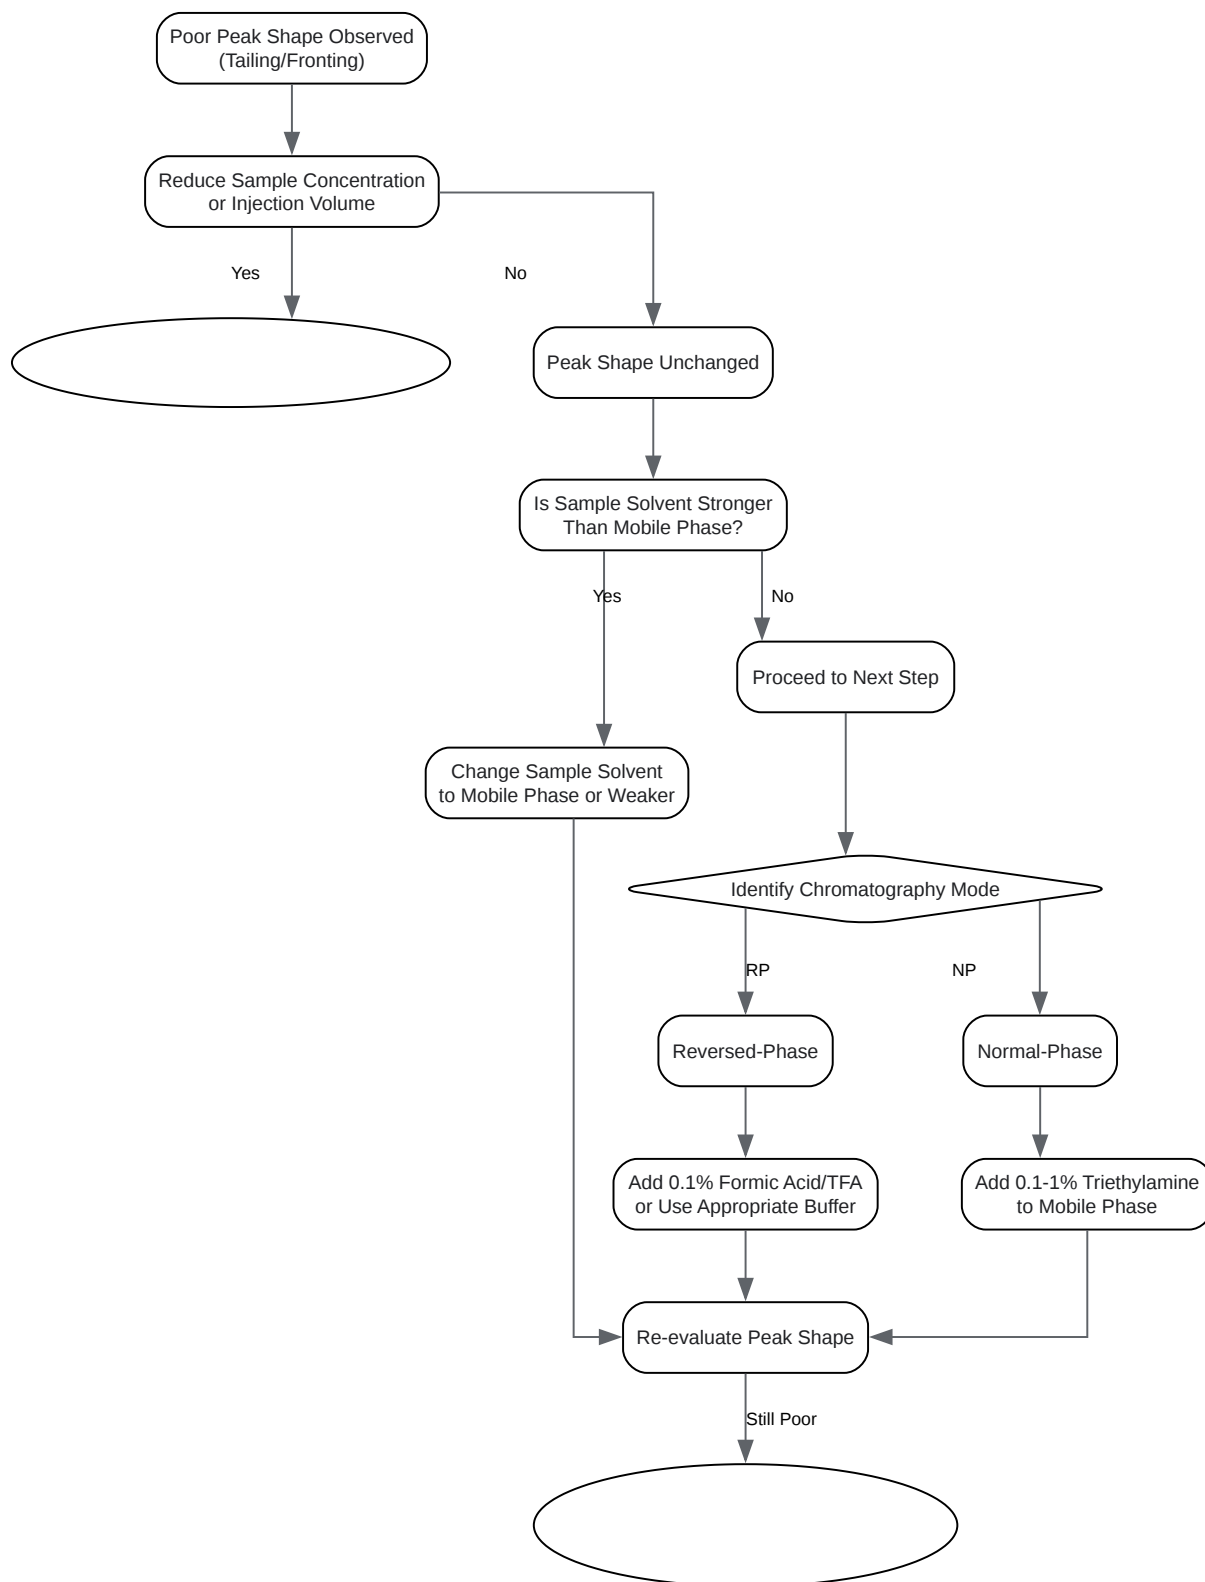 Poor Peak Shape Observed
(Tailing/Fronting)
Reduce Sample Concentration
or Injection Volume
Yes
No
Peak Shape Unchanged
Is Sample Solvent Stronger
Than Mobile Phase?
Yes
No
Proceed to Next Step
Change Sample Solvent
to Mobile Phase or Weaker
Identify Chromatography Mode
RP
NP
Reversed-Phase
Normal-Phase
Add 0.1% Formic Acid/TFA
or Use Appropriate Buffer
Add 0.1-1% Triethylamine
to Mobile Phase
Re-evaluate Peak Shape
Still Poor